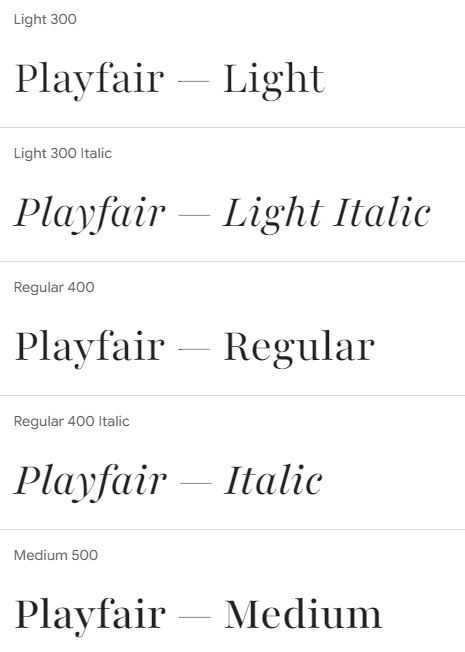 Light 300
Playfair — Light
Light 300 Italic
Playfair — Light Italic
Regular 400
Playfair — Regular
Regular 400 Italic
Playfair — Italic
Medium 500
Playfair — Medium